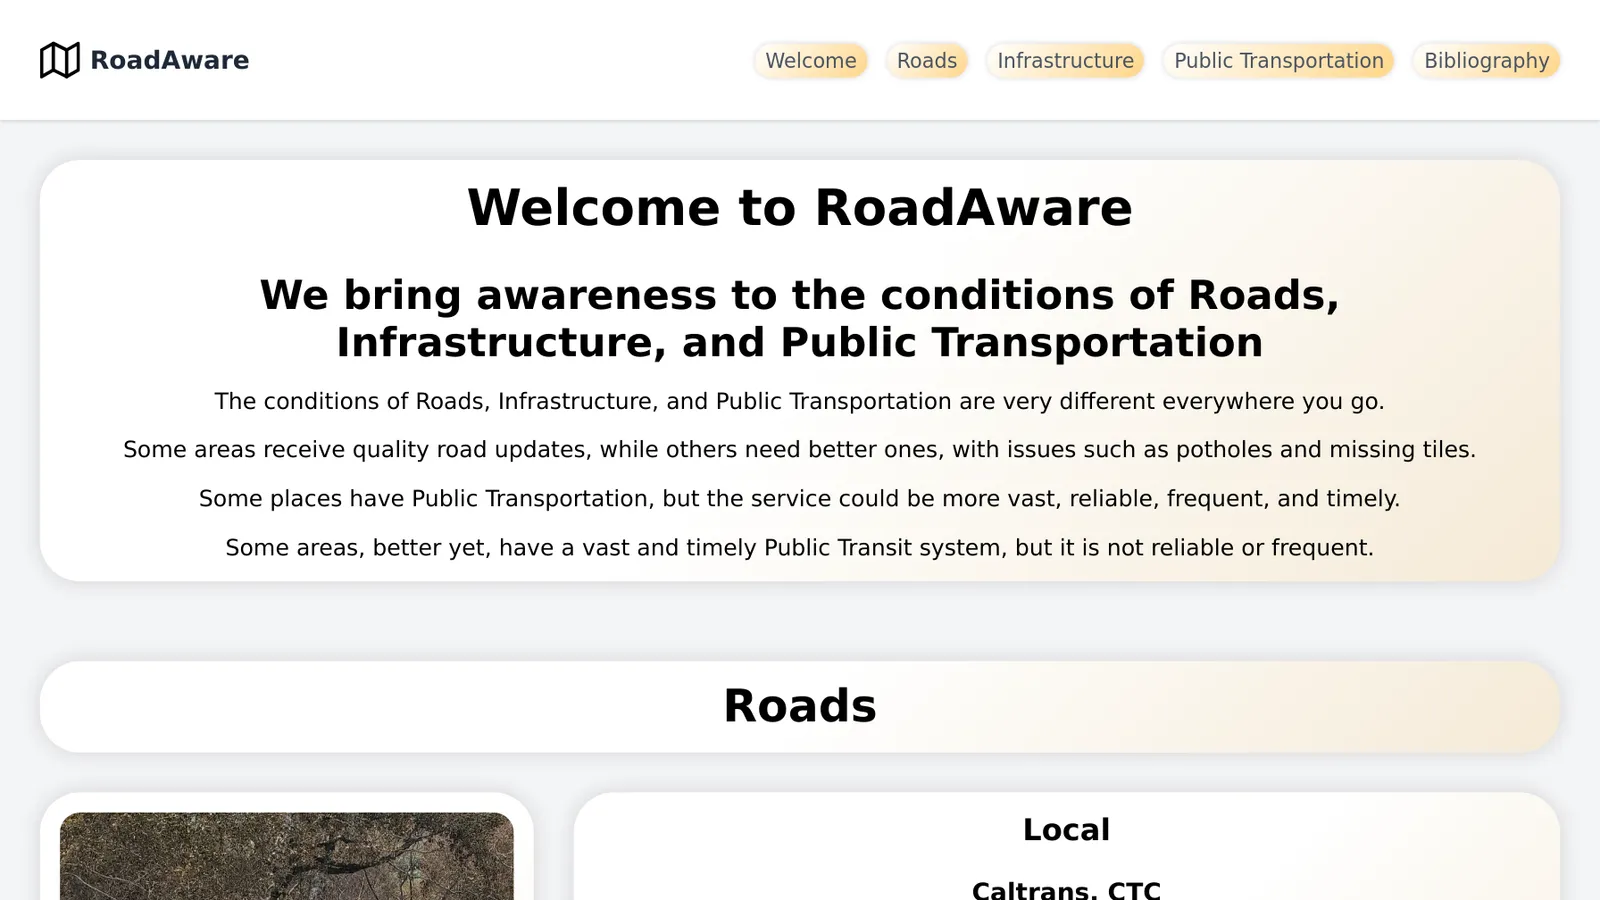 RoadAware
Welcome
Roads
Infrastructure
Public Transportation
Bibliography
Welcome to RoadAware
We bring awareness to the conditions of Roads,
Infrastructure, and Public Transportation
The conditions of Roads, Infrastructure, and Public Transportation are very different everywhere you go.
Some areas receive quality road updates, while others need better ones, with issues such as potholes and missing tiles.
Some places have Public Transportation, but the service could be more vast, reliable, frequent, and timely.
Some areas, better yet, have a vast and timely Public Transit system, but it is not reliable or frequent.
Roads
Local
Caltrans, CTC